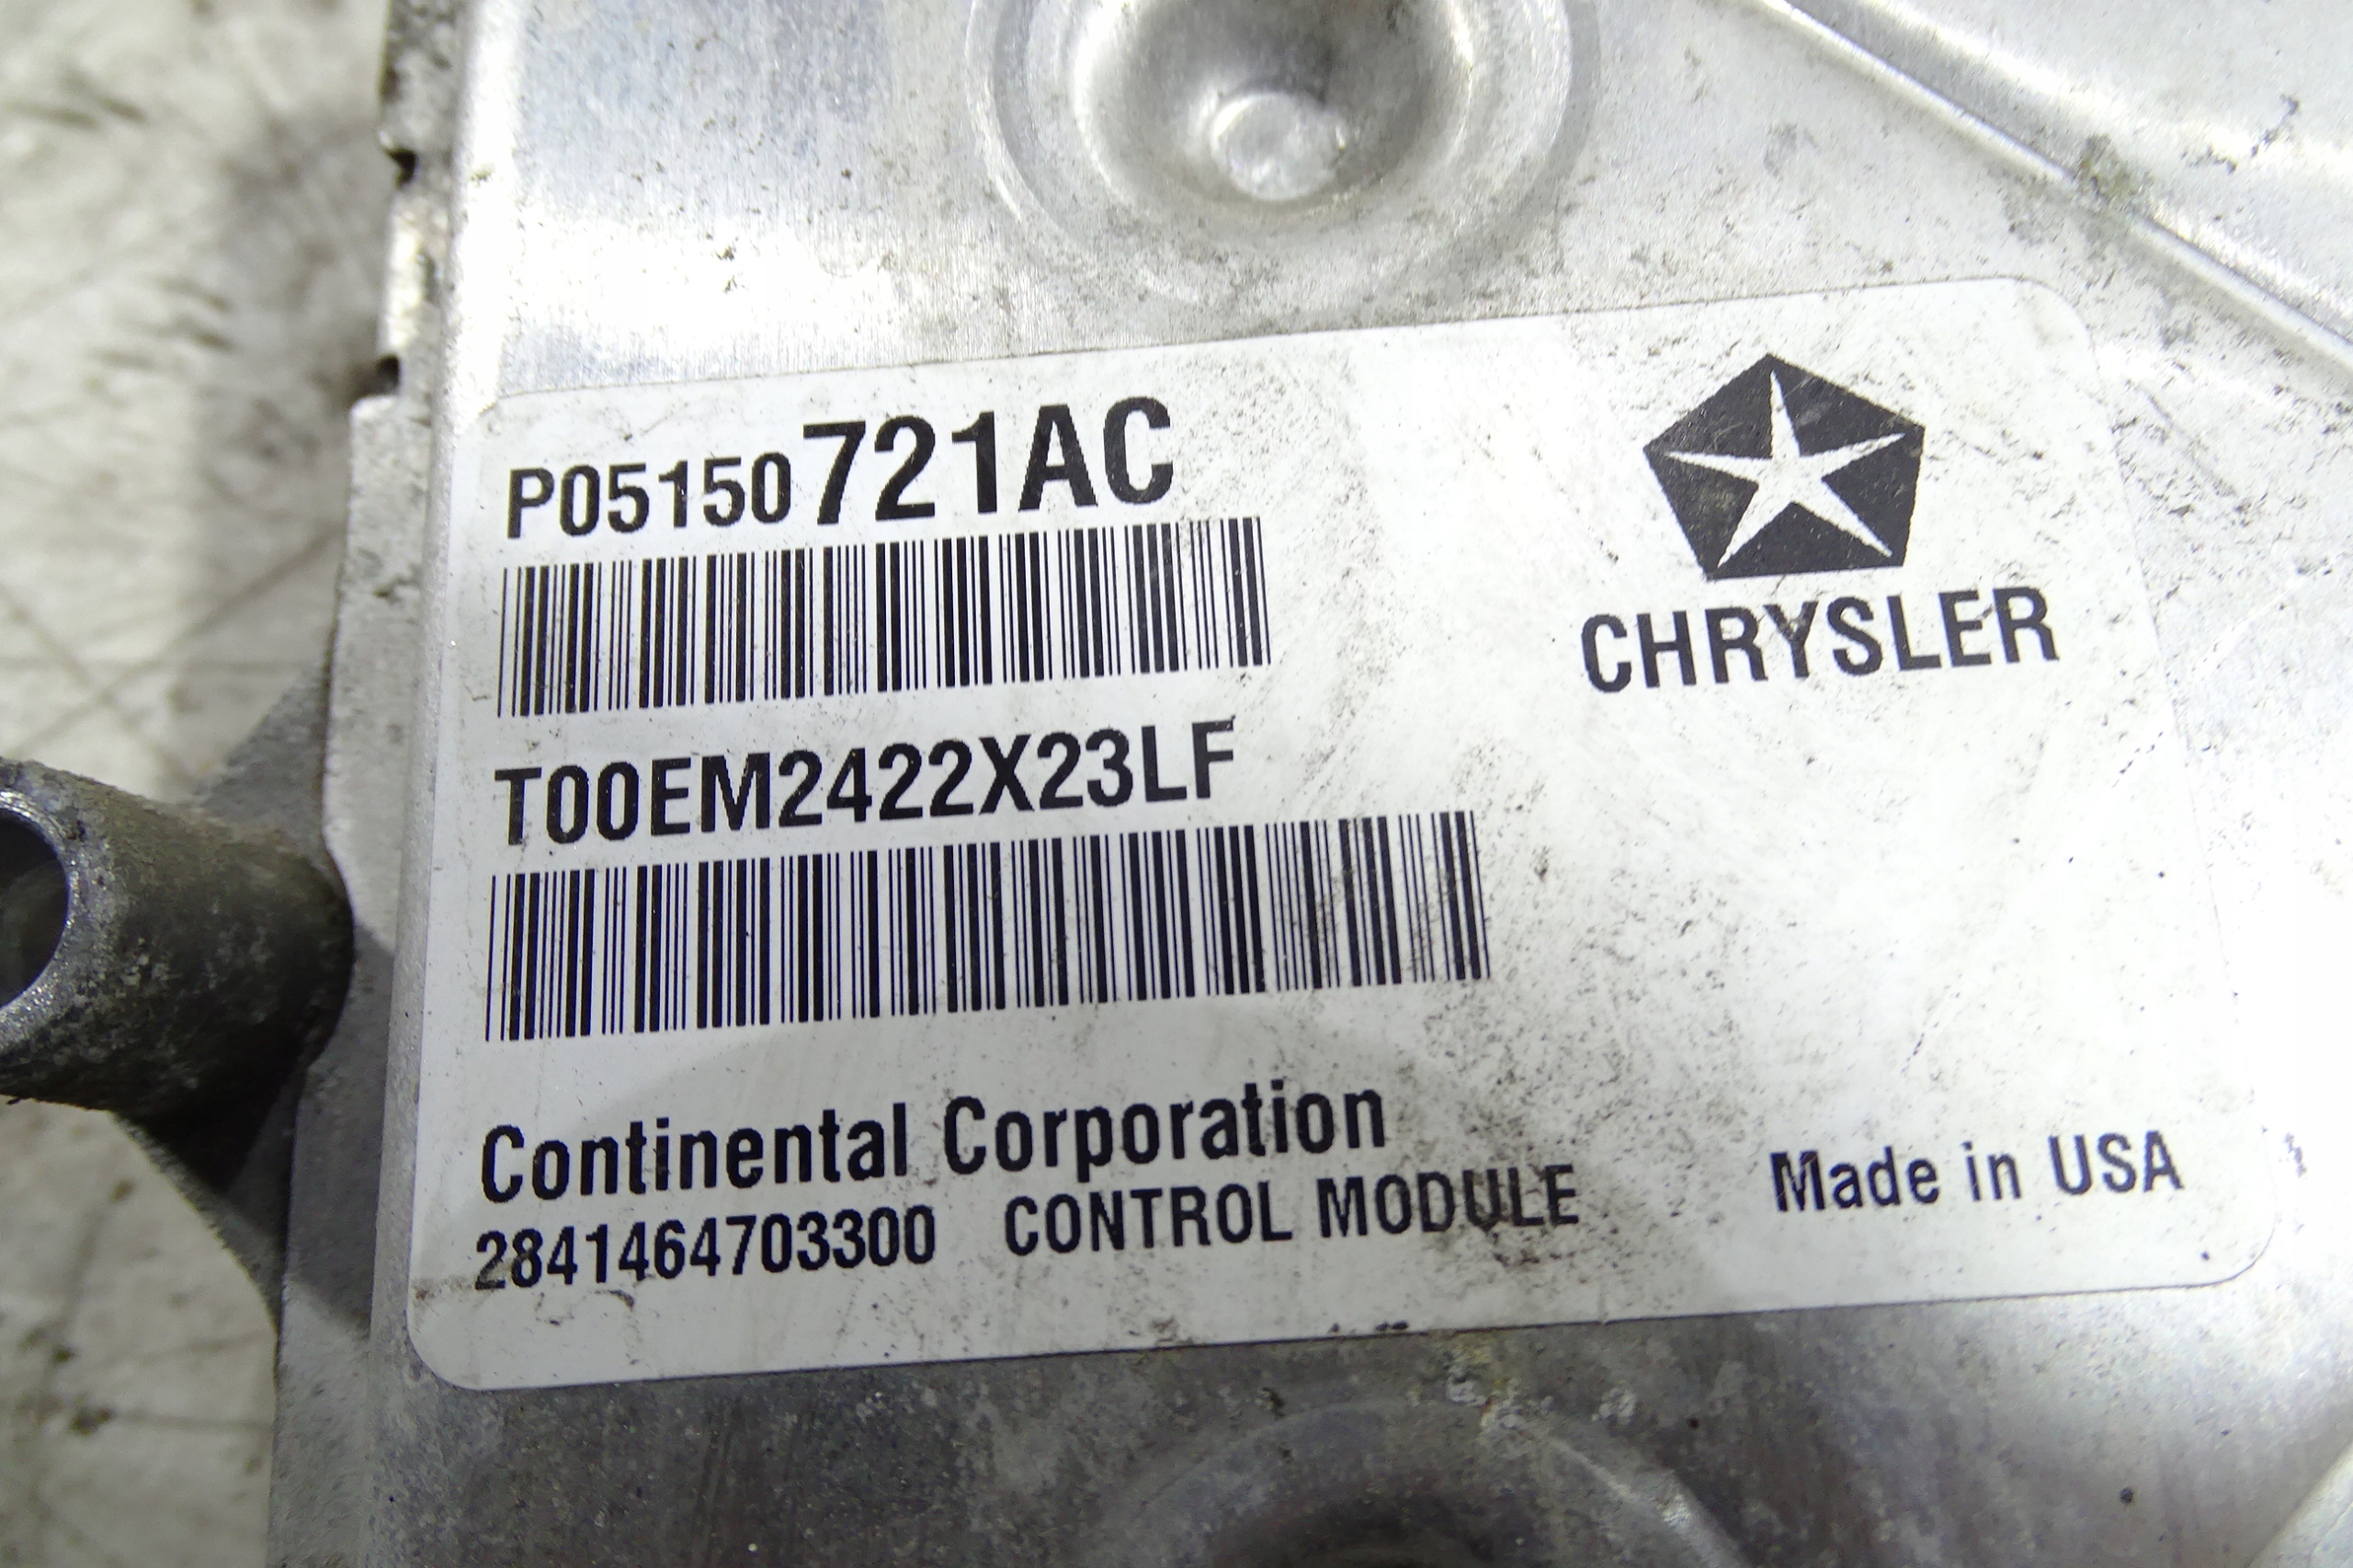 P05150721AC
CHRYSLER
T00EM2422X23LF
Continental Corporation
2841464703300 CONTROL MODULE
Made in USA